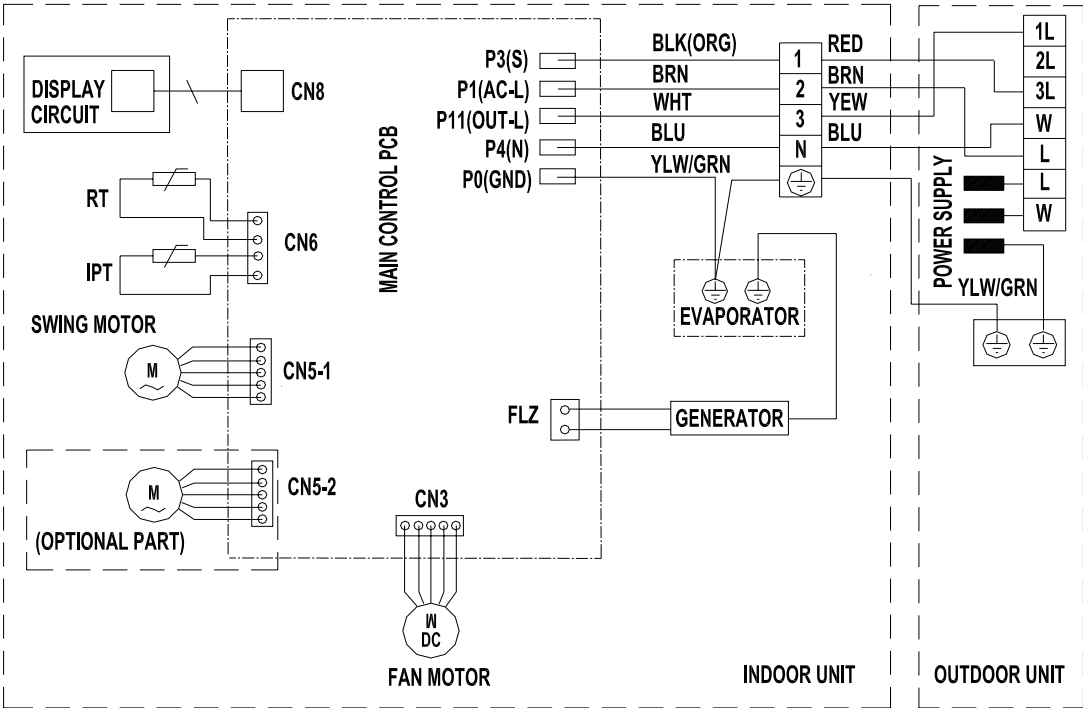 DISPLAY
CIRCUIT
CN8
RT
IPT
CN6
SWING MOTOR
M
CN5-1
M
CN5-2
(OPTIONAL PART)
MAIN CONTROL PCB
P3(S)
P1(AC-L)
P11(OUT-L)
P4(N)
P0(GND)
BLK(ORG)
BRN
WHT
BLU
YLW/GRN
1
2
3
N
RED
BRN
YEW
BLU
EVAPORATOR
FLZ
GENERATOR
CN3
M
DC
FAN MOTOR
INDOOR UNIT
1L
2L
3L
W
L
L
W
POWER SUPPLY
YLW/GRN
OUTDOOR UNIT